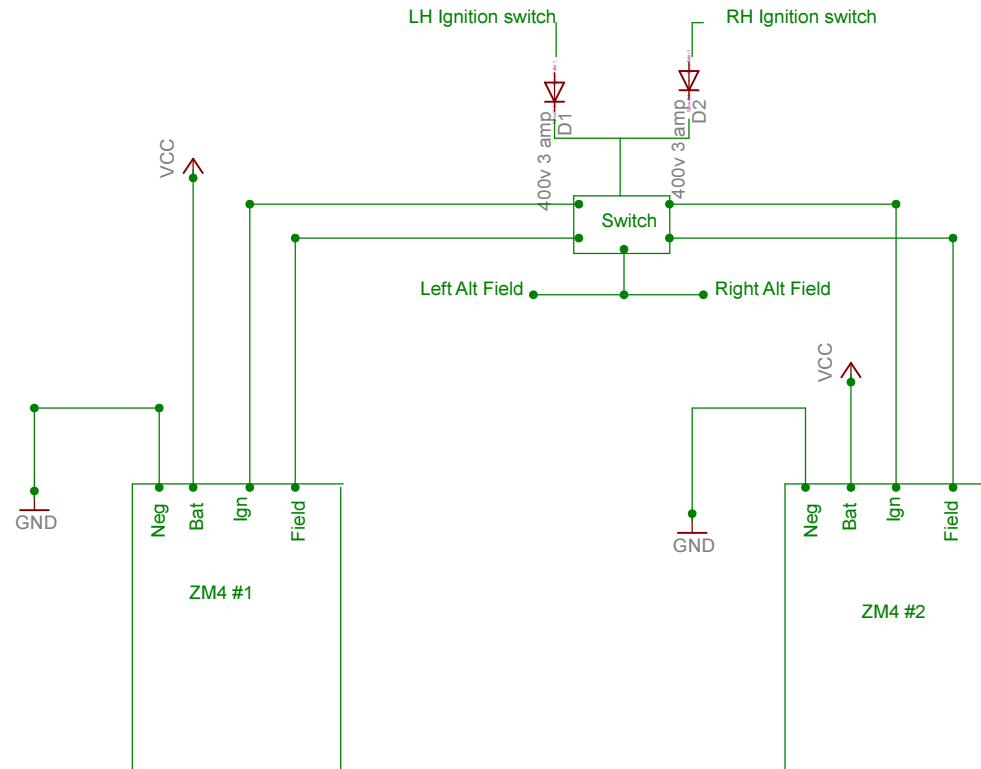 LH Ignition switch
RH Ignition switch
400v 3 amp
D1
400v 3 amp
D2
VCC
Switch
Left Alt Field
Right Alt Field
VCC
GND
Neg
Bat
Ign
Field
ZM4 #1
GND
Neg
Bat
Ign
Field
ZM4 #2